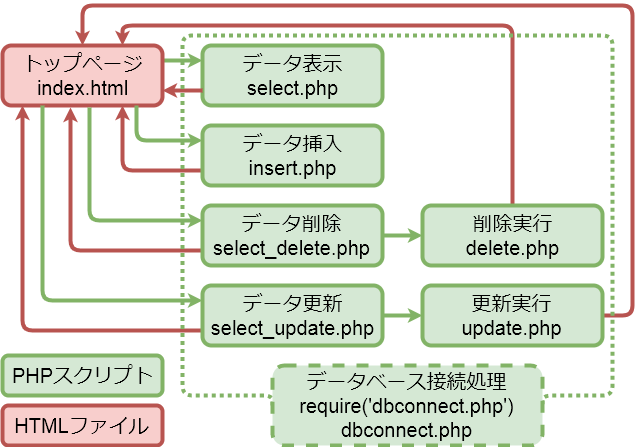 トップページ
index.html
データ表示
select.php
データ挿入
insert.php
データ削除
select_delete.php
削除実行
delete.php
データ更新
select_update.php
更新実行
update.php
PHPスクリプト
HTMLファイル
データベース接続処理
require('dbconnect.php')
dbconnect.php